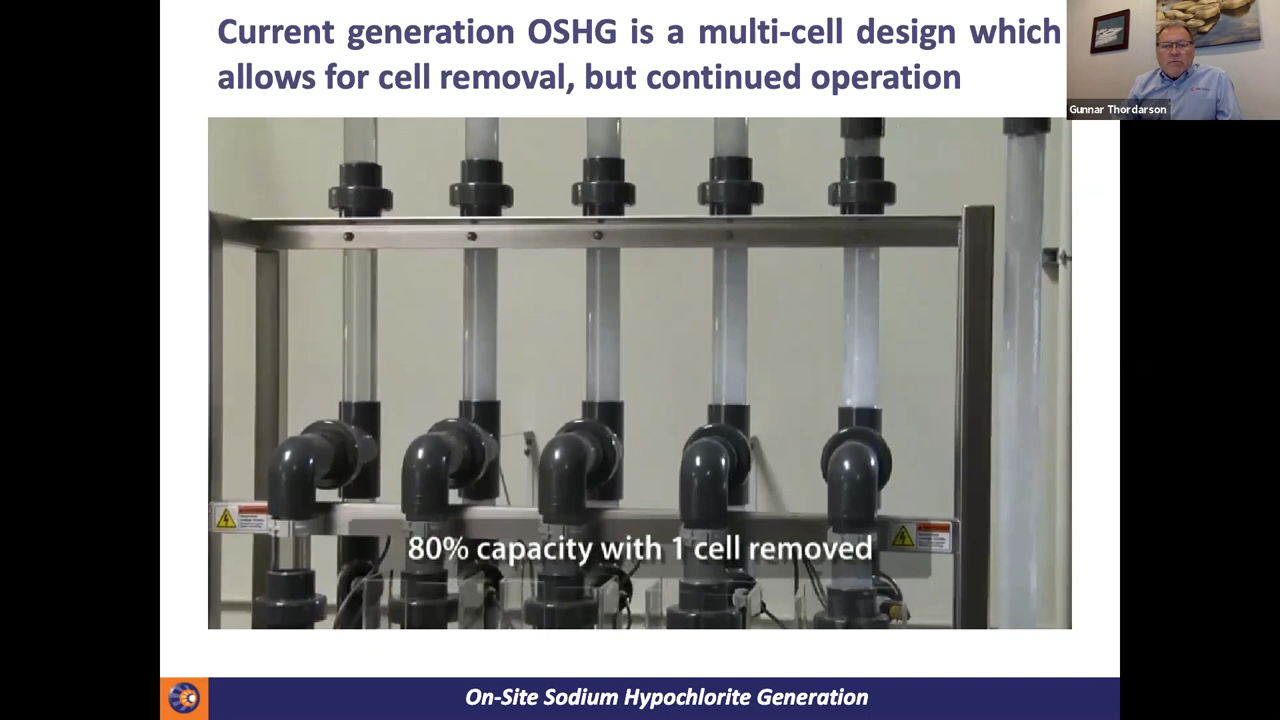 Current generation OSHG is a multi-cell design which
allows for cell removal, but continued operation
Gunnar Thordarson
80% capacity with 1 cell removed
On-Site Sodium Hypochlorite Generation